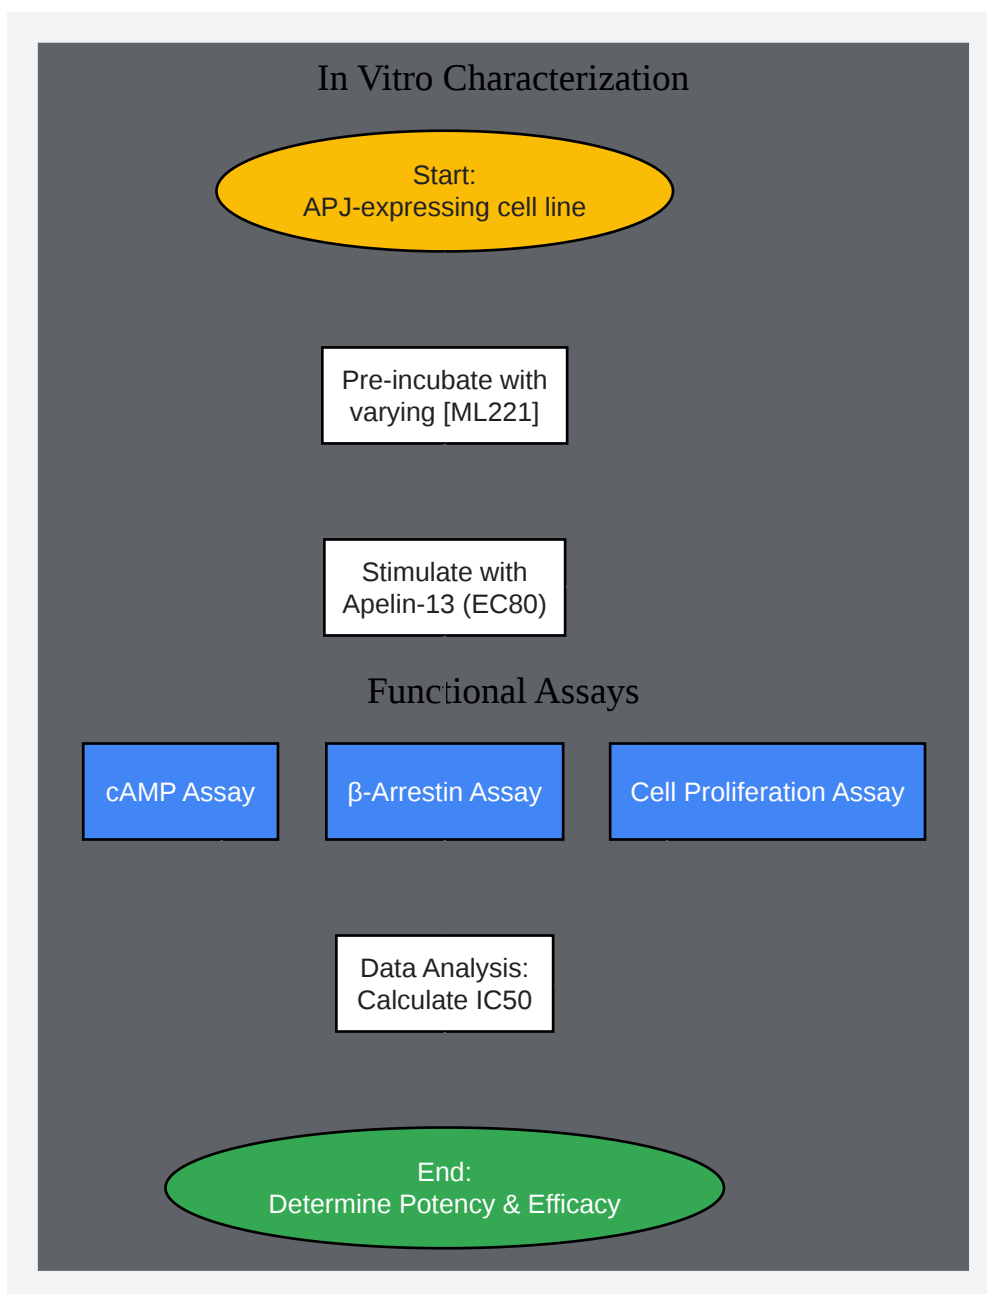 In Vitro Characterization
Start:
APJ-expressing cell line
Pre-incubate with
varying [ML221]
Stimulate with
Apelin-13 (EC80)
Functional Assays
cAMP Assay
β-Arrestin Assay
Cell Proliferation Assay
Data Analysis:
Calculate IC50
End:
Determine Potency & Efficacy